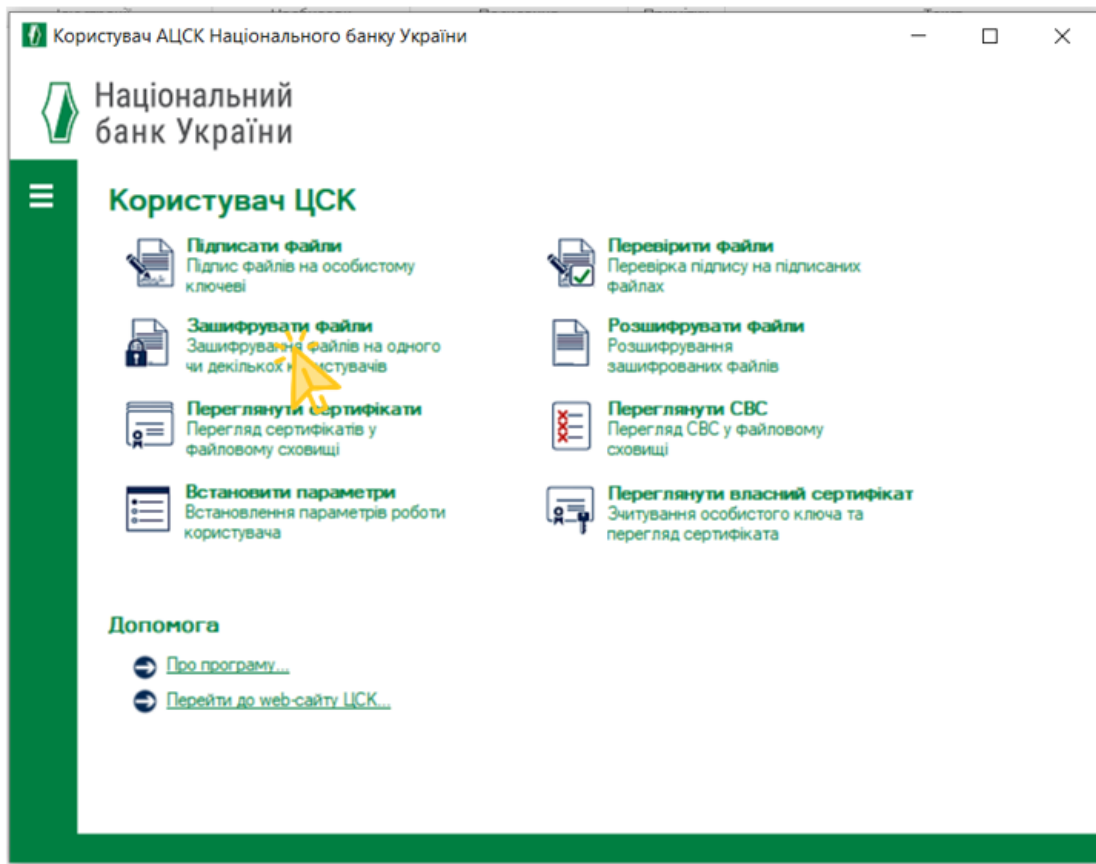 Користувач АЦСК Національного банку України
Національний
банк України
Користувач ЦСК
Підписати файли
Підпис файлів на особистому
ключеві
Перевірити файли
Перевірка підпису на підписаних
файлах
Зашифрувати файли
Зашифрування файлів на одного
чи декількох користувачів
Розшифрувати файли
Розшифрування
зашифрованих файлів
Переглянути сертифікати
Перегляд сертифікатів у
файловому сховищі
Переглянути СВС
Перегляд СВС у файловому
сховищі
Встановити параметри
Встановлення параметрів роботи
користувача
Переглянути власний сертифікат
Зчитування особистого ключа та
перегляд сертифіката
Допомога
Про програму...
Перейти до web-сайту ЦСК...